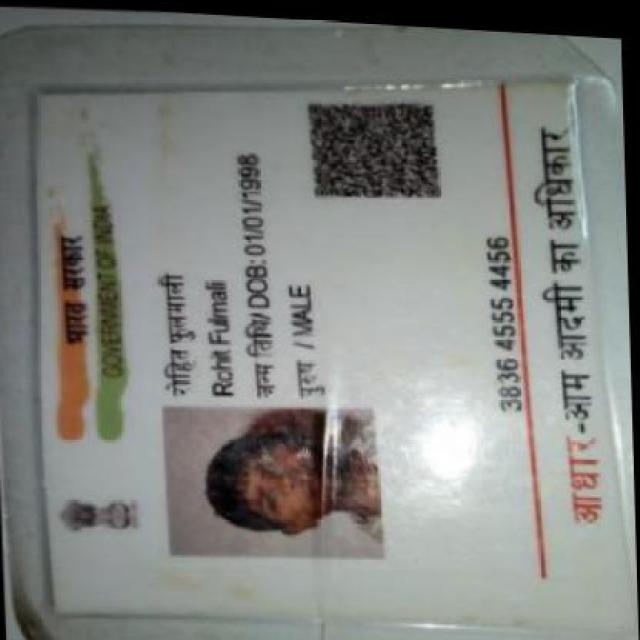 भारत सरकार
GOVERNMENT OF INDIA
रोहित फुलमाली
Rohit Fulmali
जन्म तिथि/ DOB: 01/01/1998
पुरुष / MALE
3836 4555 4456
आधार-आम आदमी का अधिकार